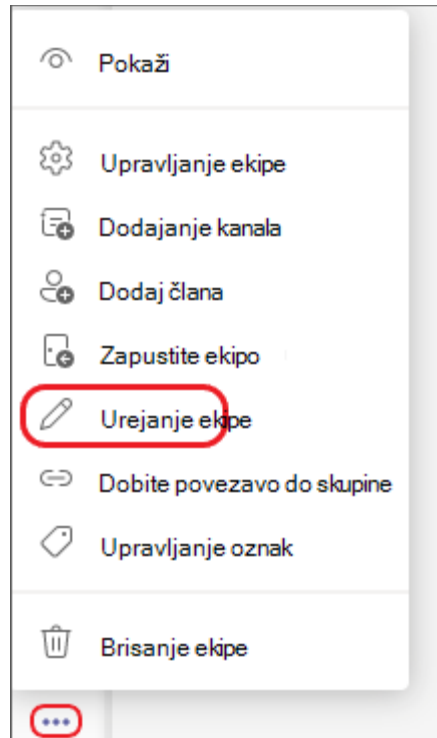 Pokaži
Upravljanje ekipe
Dodajanje kanala
Dodaj člana
Zapustite ekipo
Urejanje ekipe
Dobite povezavo do skupine
Upravljanje oznak
Brisanje ekipe